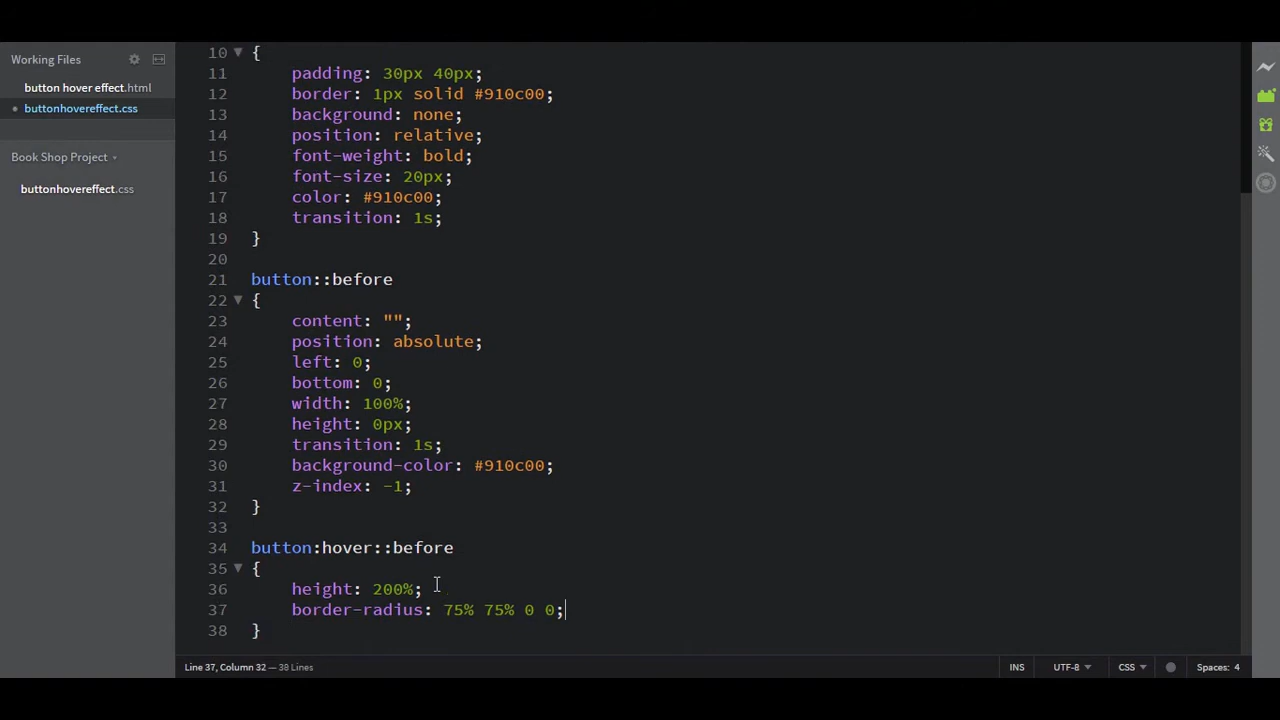 Working Files
button hover effect.html
buttonhovereffect.css
Book Shop Project
buttonhovereffect.css
10 {
11 padding: 30px 40px;
12 border: 1px solid #910c00;
13 background: none;
14 position: relative;
15 font-weight: bold;
16 font-size: 20px;
17 color: #910c00;
18 transition: 1s;
19 }
20
21 button::before
22 {
23 content: "";
24 position: absolute;
25 left: 0;
26 bottom: 0;
27 width: 100%;
28 height: 0px;
29 transition: 1s;
30 background-color: #910c00;
31 z-index: -1;
32 }
33
34 button:hover::before
35 {
36 height: 200%;
37 border-radius: 75% 75% 0 0;
38 }
Line 37, Column 32 — 38 Lines
INS UTF-8 CSS Spaces: 4